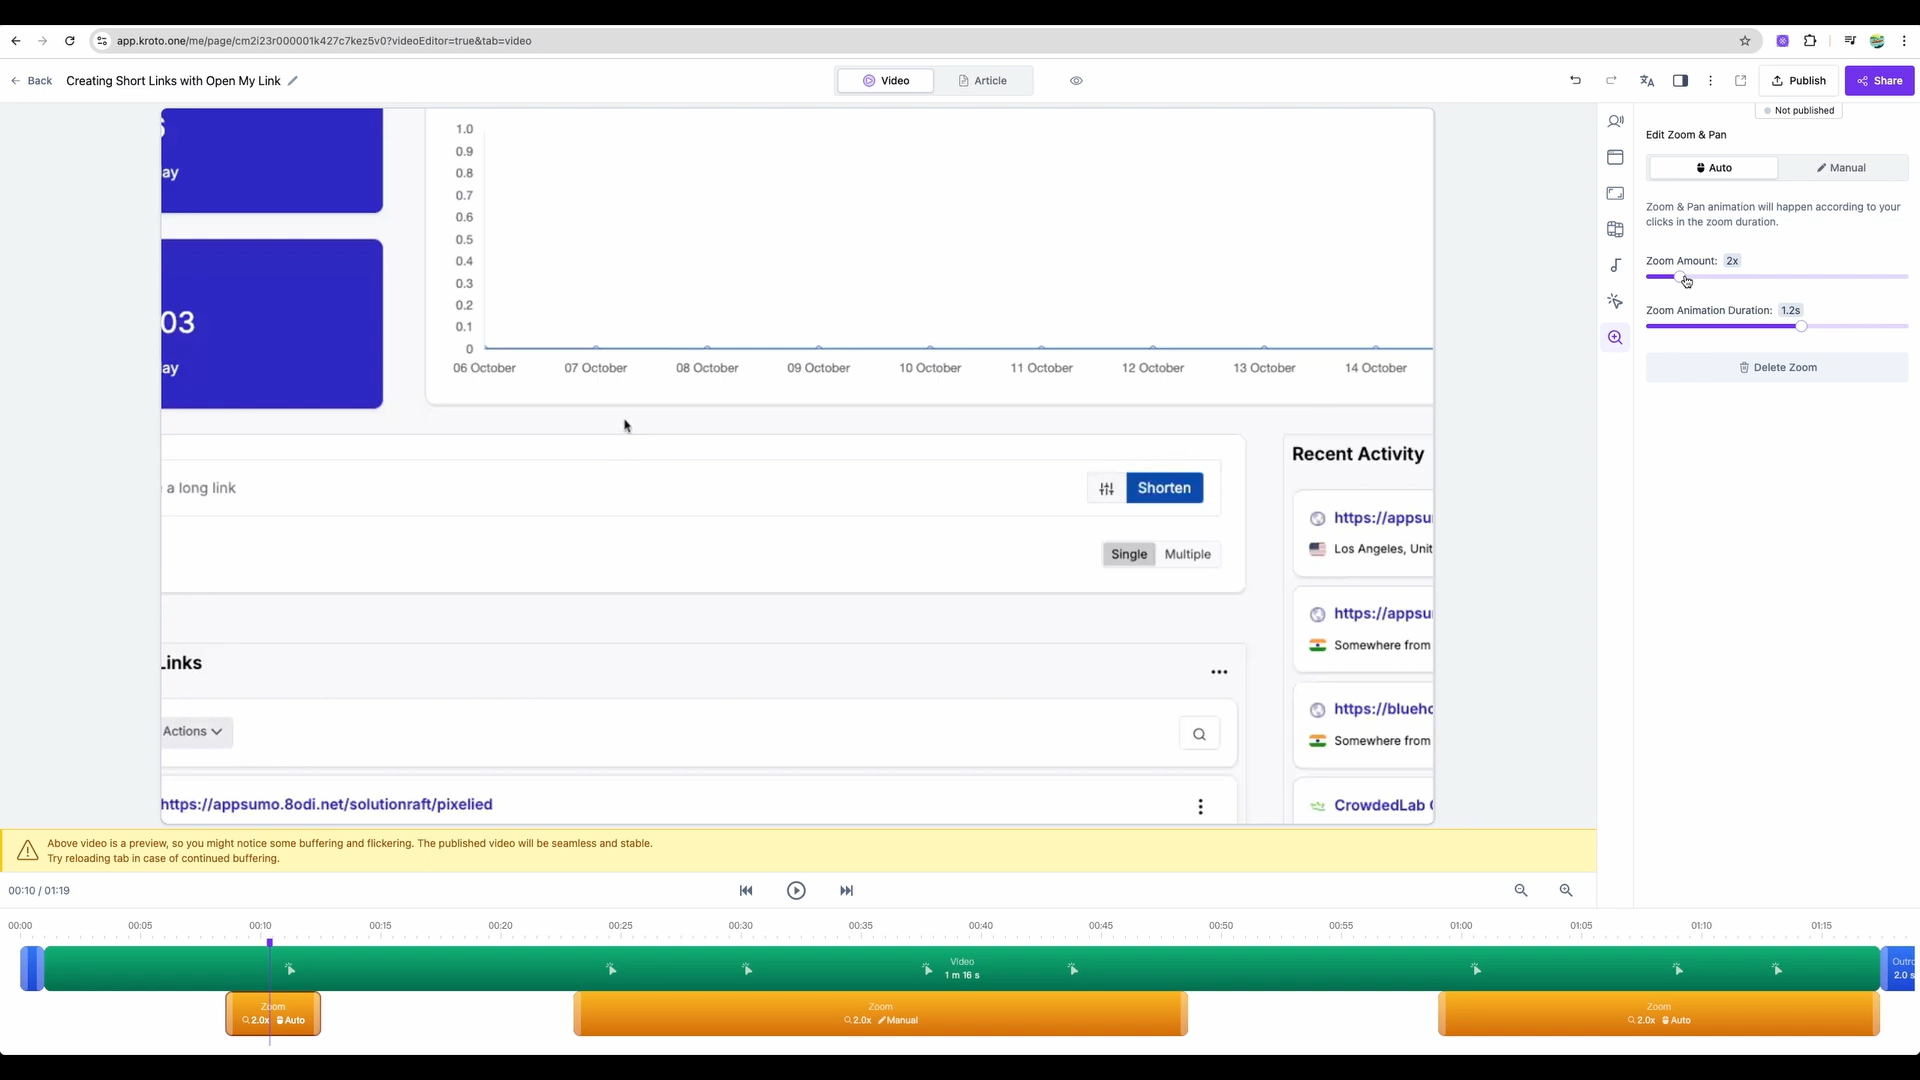 app.kroto.one/me/page/cm2i23r000001k427c7kez5v0?videoEditor=true&tab=video
Back
Creating Short Links with Open My Link
Video
Article
Publish
Share
Not published
Edit Zoom & Pan
Auto
Manual
Zoom & Pan animation will happen according to your
clicks in the zoom duration.
Zoom Amount: 2x
Zoom Animation Duration: 1.2s
Delete Zoom
ay
03
ay
1.0
0.9
0.8
0.7
0.6
0.5
0.4
0.3
0.2
0.1
0
06 October
07 October
08 October
09 October
10 October
11 October
12 October
13 October
14 October
a long link
Shorten
Single
Multiple
Recent Activity
https://appsu
Los Angeles, Unit
https://appsu
Somewhere from
https://blueho
Somewhere from
CrowdedLab
Links
Actions
https://appsumo.8odi.net/solutionraft/pixelied
Above video is a preview, so you might notice some buffering and flickering. The published video will be seamless and stable.
Try reloading tab in case of continued buffering.
00:10 / 01:19
00:00
00:05
00:10
00:15
00:20
00:25
00:30
00:35
00:40
00:45
00:50
00:55
01:00
01:05
01:10
01:15
Video
1 m 16 s
Outro
2.0 s
Zoom
2.0x Auto
Zoom
2.0x Manual
Zoom
2.0x Auto